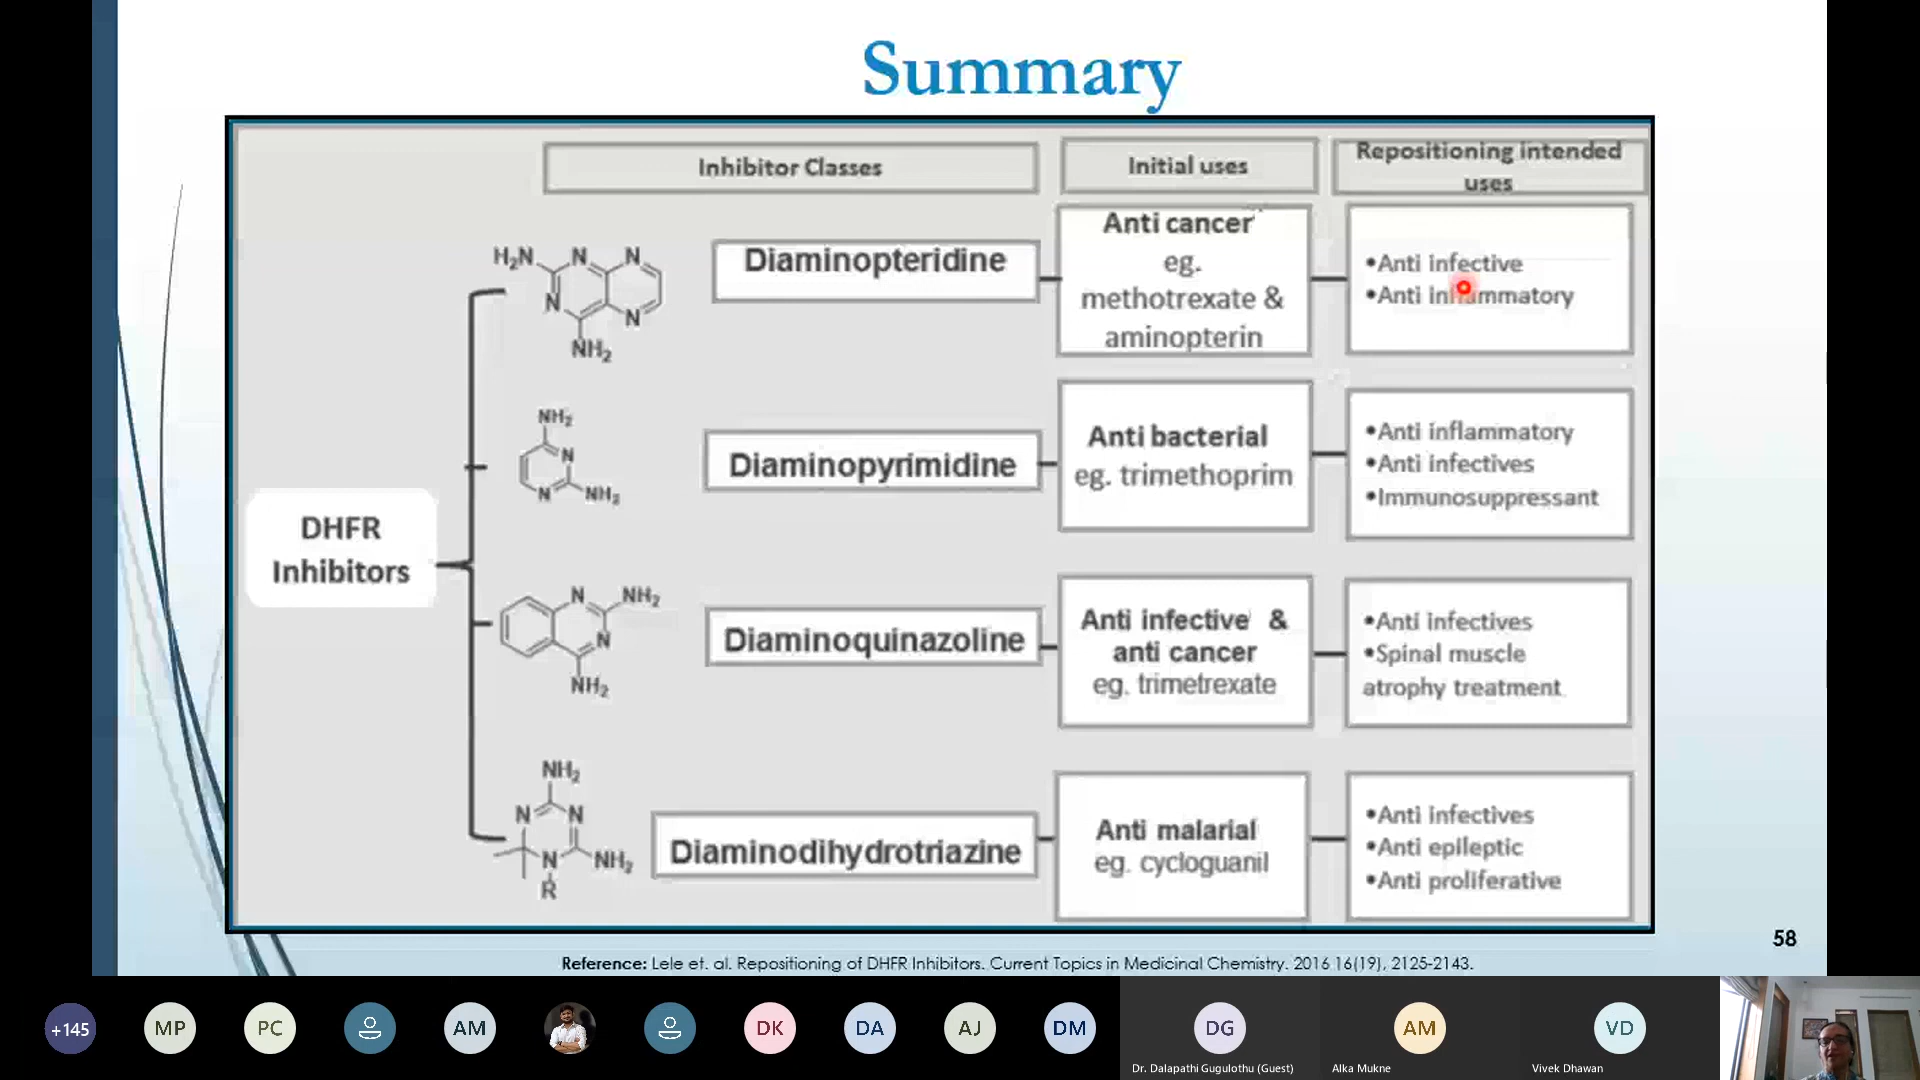 Summary
Inhibitor Classes
Initial uses
Repositioning intended
uses
H₂N
N
N
N
N
NH₂
Diaminopteridine
Anti cancer
eg.
methotrexate &
aminopterin
•Anti infective
•Anti inflammatory
NH₂
N
N
NH₂
Diaminopyrimidine
Anti bacterial
eg. trimethoprim
•Anti inflammatory
•Anti infectives
•Immunosuppressant
DHFR
Inhibitors
N
NH₂
N
NH₂
Diaminoquinazoline
Anti infective &
anti cancer
eg. trimetrexate
•Anti infectives
•Spinal muscle
atrophy treatment
NH₂
N
N
N
NH₂
R
Diaminodihydrotriazine
Anti malarial
eg. cycloguanil
•Anti infectives
•Anti epileptic
•Anti proliferative
58
Reference: Lele et. al. Repositioning of DHFR Inhibitors. Current Topics in Medicinal Chemistry. 2016 16(19), 2125-2143.
+145
MP
PC
AM
DK
DA
AJ
DM
DG
AM
VD
Dr. Dalapathi Gugulothu (Guest)
Alka Mukne
Vivek Dhawan